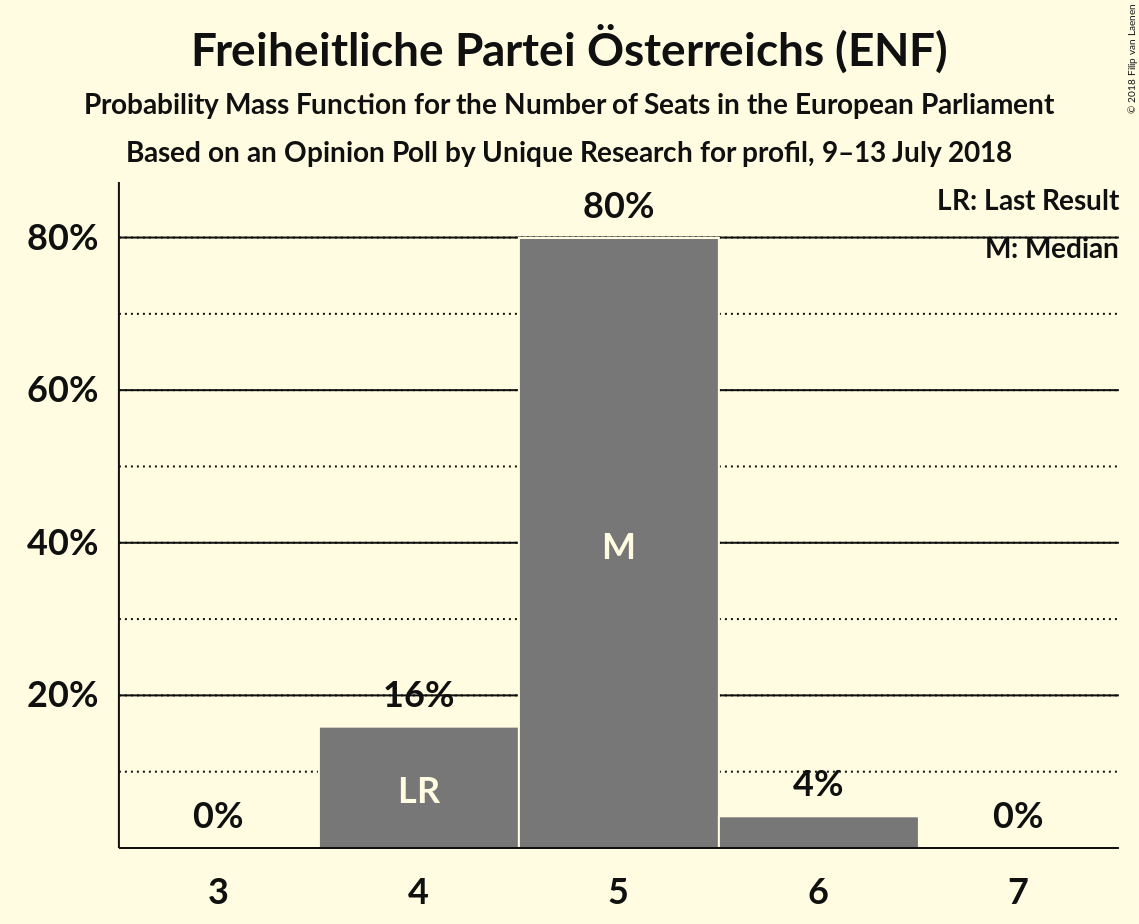 Freiheitliche Partei Österreichs (ENF)
Probability Mass Function for the Number of Seats in the European Parliament
Based on an Opinion Poll by Unique Research for profil, 9–13 July 2018
© 2018 Filip van Laenen
LR: Last Result
M: Median
80%
60%
40%
20%
0%
16%
80%
4%
0%
LR
M
3 4 5 6 7